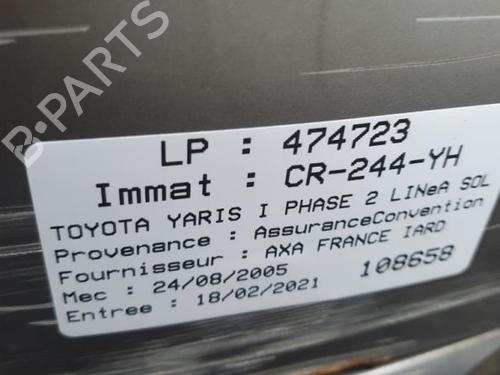 B-PARTS
LP : 474723
Immat : CR-244-YH
TOYOTA YARIS I PHASE 2 LINeA SOL
Provenance : AssuranceConvention
Fournisseur : AXA FRANCE IARD
Mec : 24/08/2005
108658
Entree : 18/02/2021